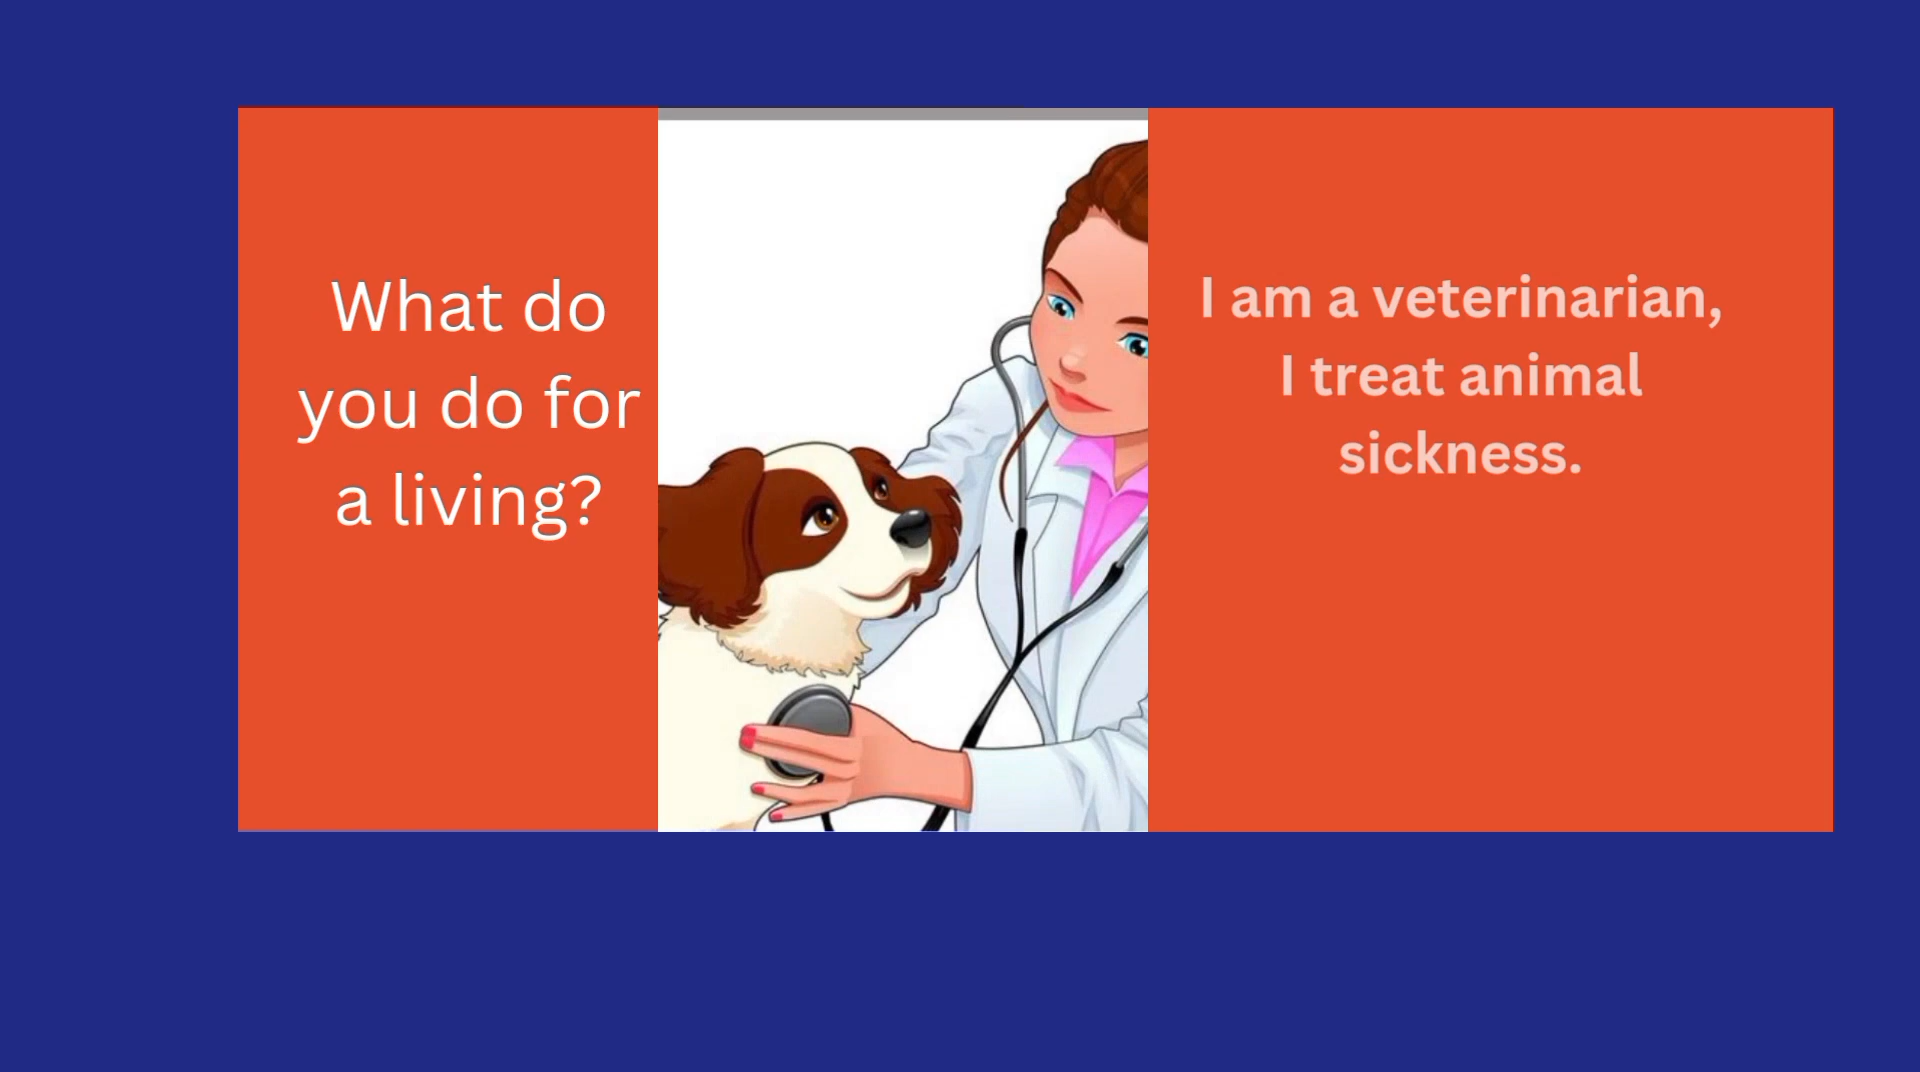 What do
you do for
a living?
I am a veterinarian,
I treat animal
sickness.